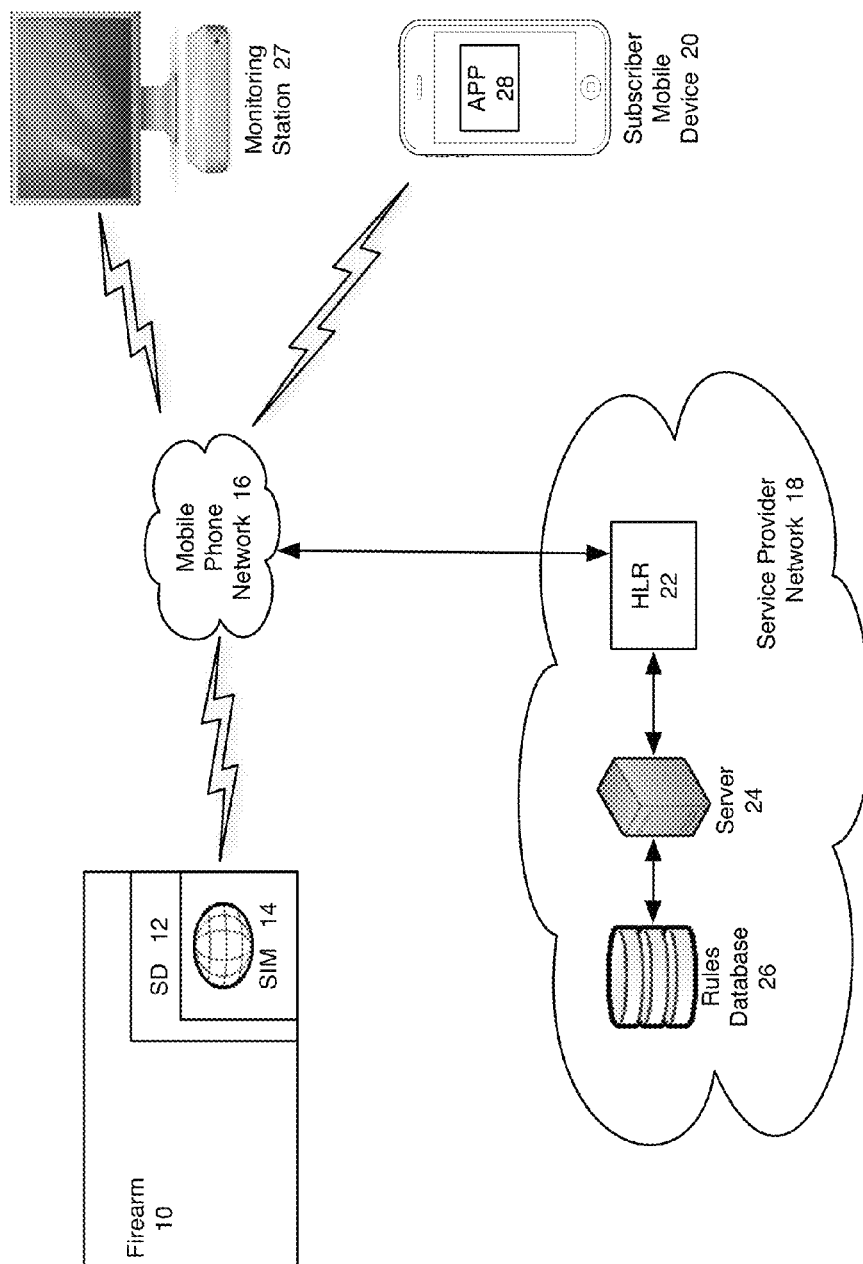 Firearm
10
SD 12
SIM 14
Mobile
Phone
Network 16
Monitoring
Station 27
APP
28
Subscriber
Mobile
Device 20
Rules
Database
26
Server
24
HLR
22
Service Provider
Network 18